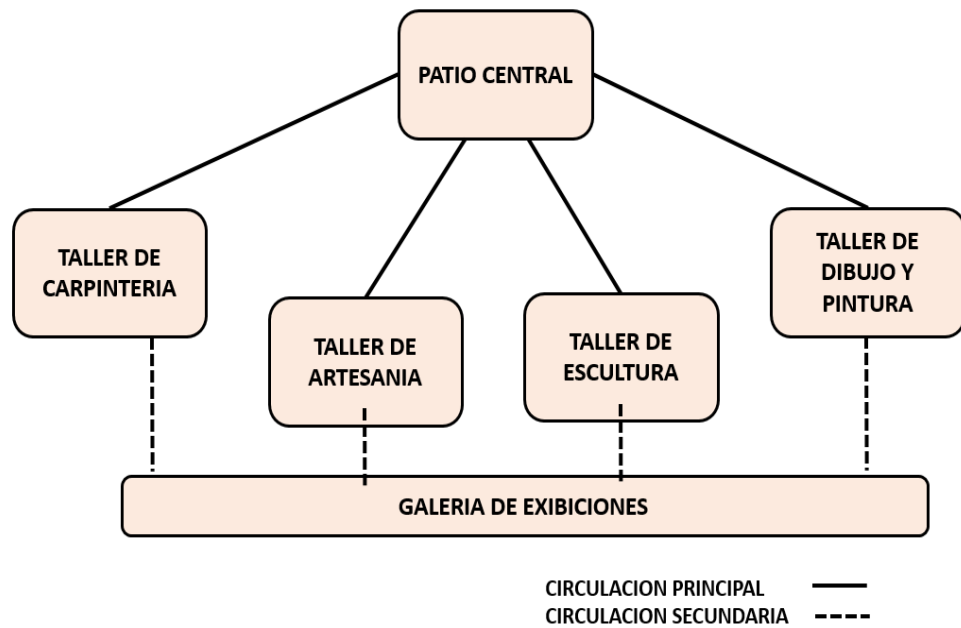 PATIO CENTRAL
TALLER DE
CARPINTERIA
TALLER DE
ARTESANIA
TALLER DE
ESCULTURA
TALLER DE
DIBUJO Y
PINTURA
GALERIA DE EXIBICIONES
CIRCULACION PRINCIPAL
CIRCULACION SECUNDARIA